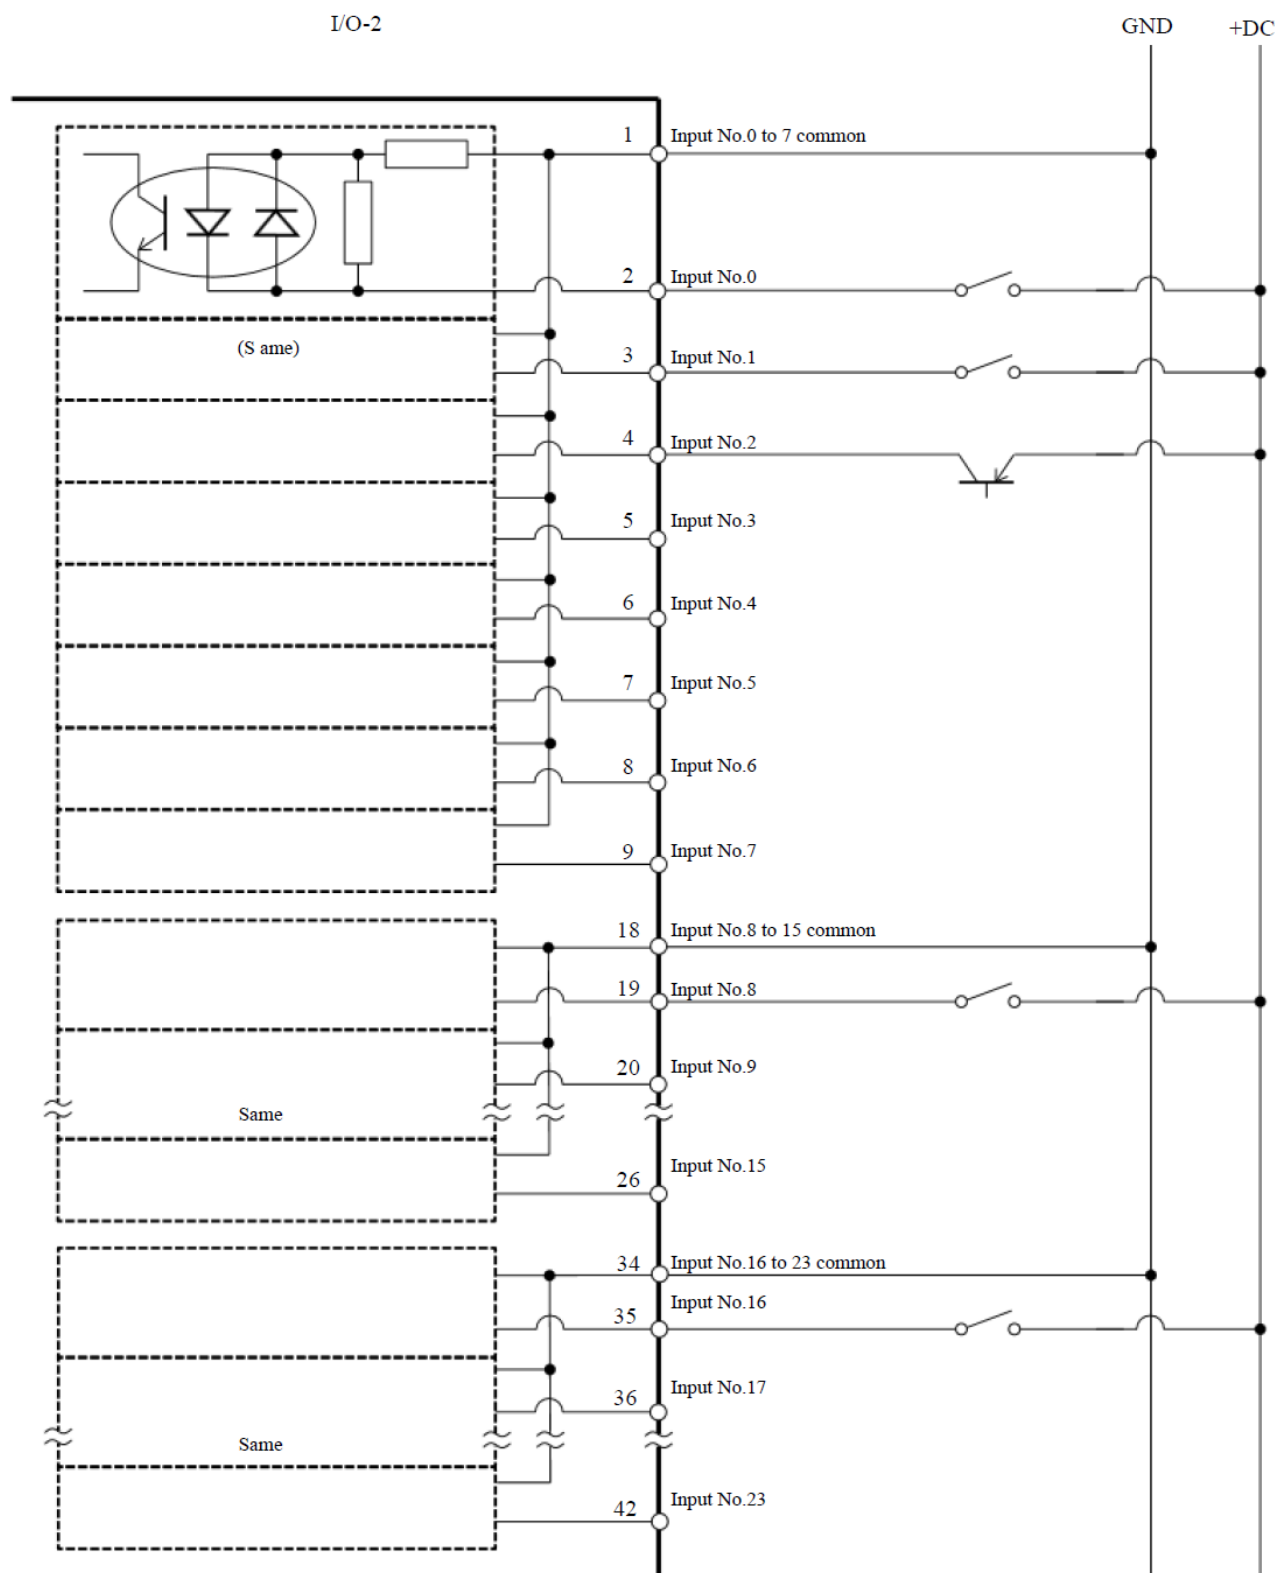 I/O-2
GND
+DC
1 Input No.0 to 7 common
2 Input No.0
(S ame)
3 Input No.1
4 Input No.2
5 Input No.3
6 Input No.4
7 Input No.5
8 Input No.6
9 Input No.7
18 Input No.8 to 15 common
19 Input No.8
20 Input No.9
Same
26 Input No.15
34 Input No.16 to 23 common
35 Input No.16
36 Input No.17
Same
42 Input No.23